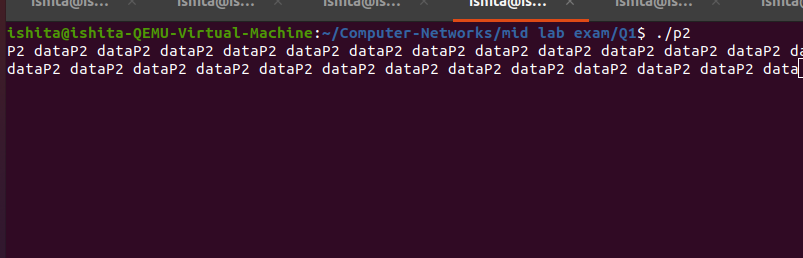 ishita@is... ishita@is... ishita@is... ishita@is... ishita@is...
ishita@ishita-QEMU-Virtual-Machine:~/Computer-Networks/mid lab exam/Q1$ ./p2
P2 dataP2 dataP2 dataP2 dataP2 dataP2 dataP2 dataP2 dataP2 dataP2 dataP2 dataP2 dataP2 da
dataP2 dataP2 dataP2 dataP2 dataP2 dataP2 dataP2 dataP2 dataP2 dataP2 dataP2 dataP2 data